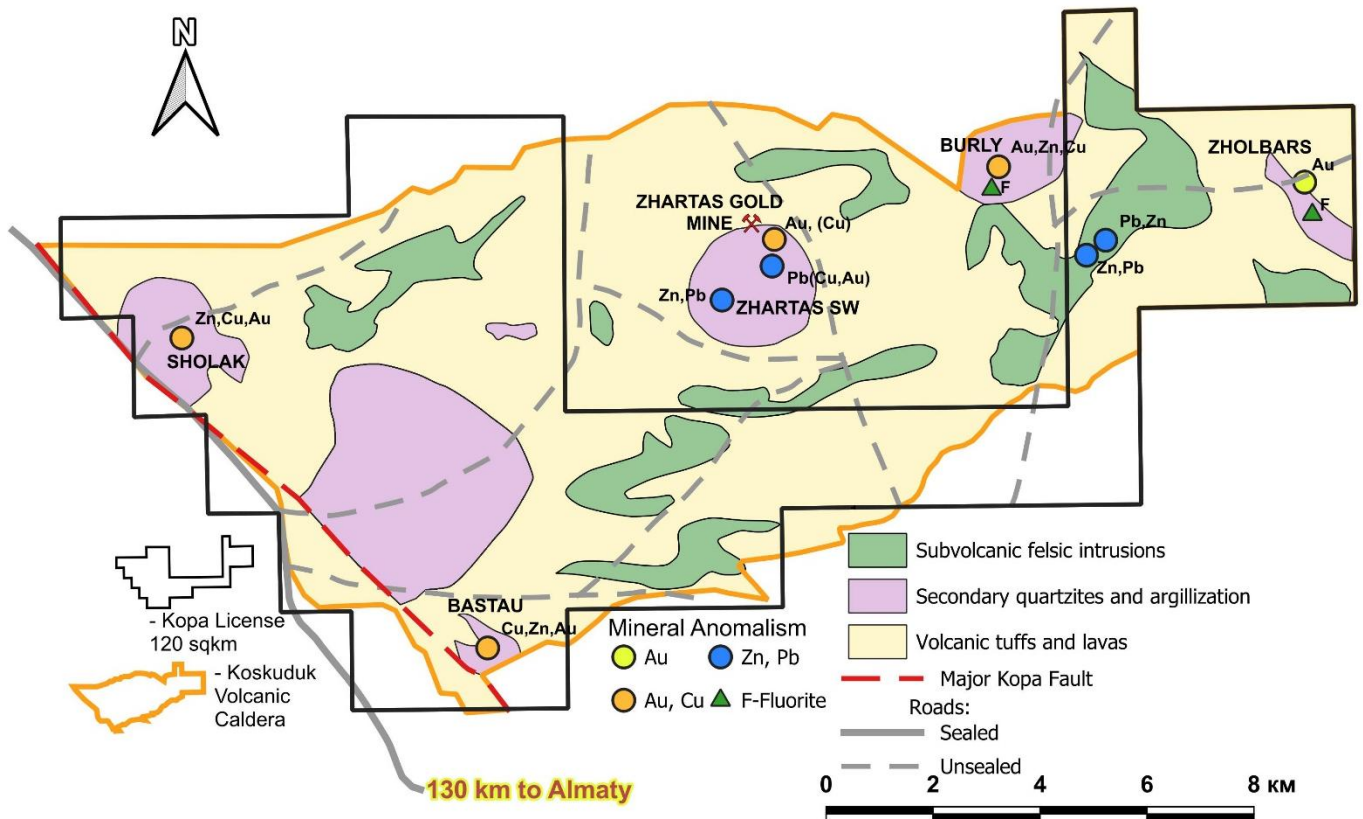 N
BURLY
Au,Zn,Cu
F
ZHOLBARS
Au
F
ZHARTAS GOLD
MINE
Au, (Cu)
Pb(Cu,Au)
Zn,Pb
ZHARTAS SW
Pb,Zn
Zn,Pb
Zn,Cu,Au
SHOLAK
BASTAU
Cu,Zn,Au
- Kopa License
120 sqkm
- Koskuduk
Volcanic
Caldera
Mineral Anomalism
Au
Zn, Pb
Au, Cu
F-Fluorite
Subvolcanic felsic intrusions
Secondary quartzites and argillization
Volcanic tuffs and lavas
Major Kopa Fault
Roads:
Sealed
Unsealed
130 km to Almaty
0 2 4 6 8 км